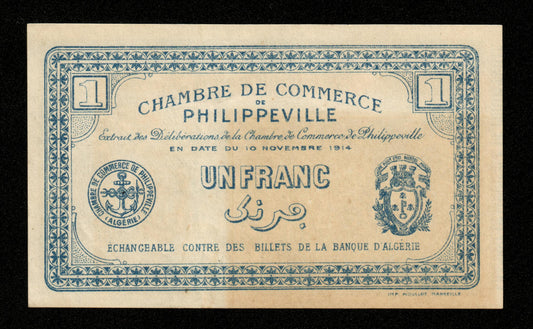 1 1
CHAMBRE DE COMMERCE
DE
PHILIPPEVILLE
Extrait des Délibérations de la Chambre de Commerce de Philippeville
EN DATE DU 10 NOVEMBRE 1914
UN FRANC
CHAMBRE DE COMMERCE DE PHILIPPEVILLE
(ALGÉRIE)
فرنك
ÉCHANGEABLE CONTRE DES BILLETS DE LA BANQUE D'ALGÉRIE
IMP. MOULLOT, MARSEILLE